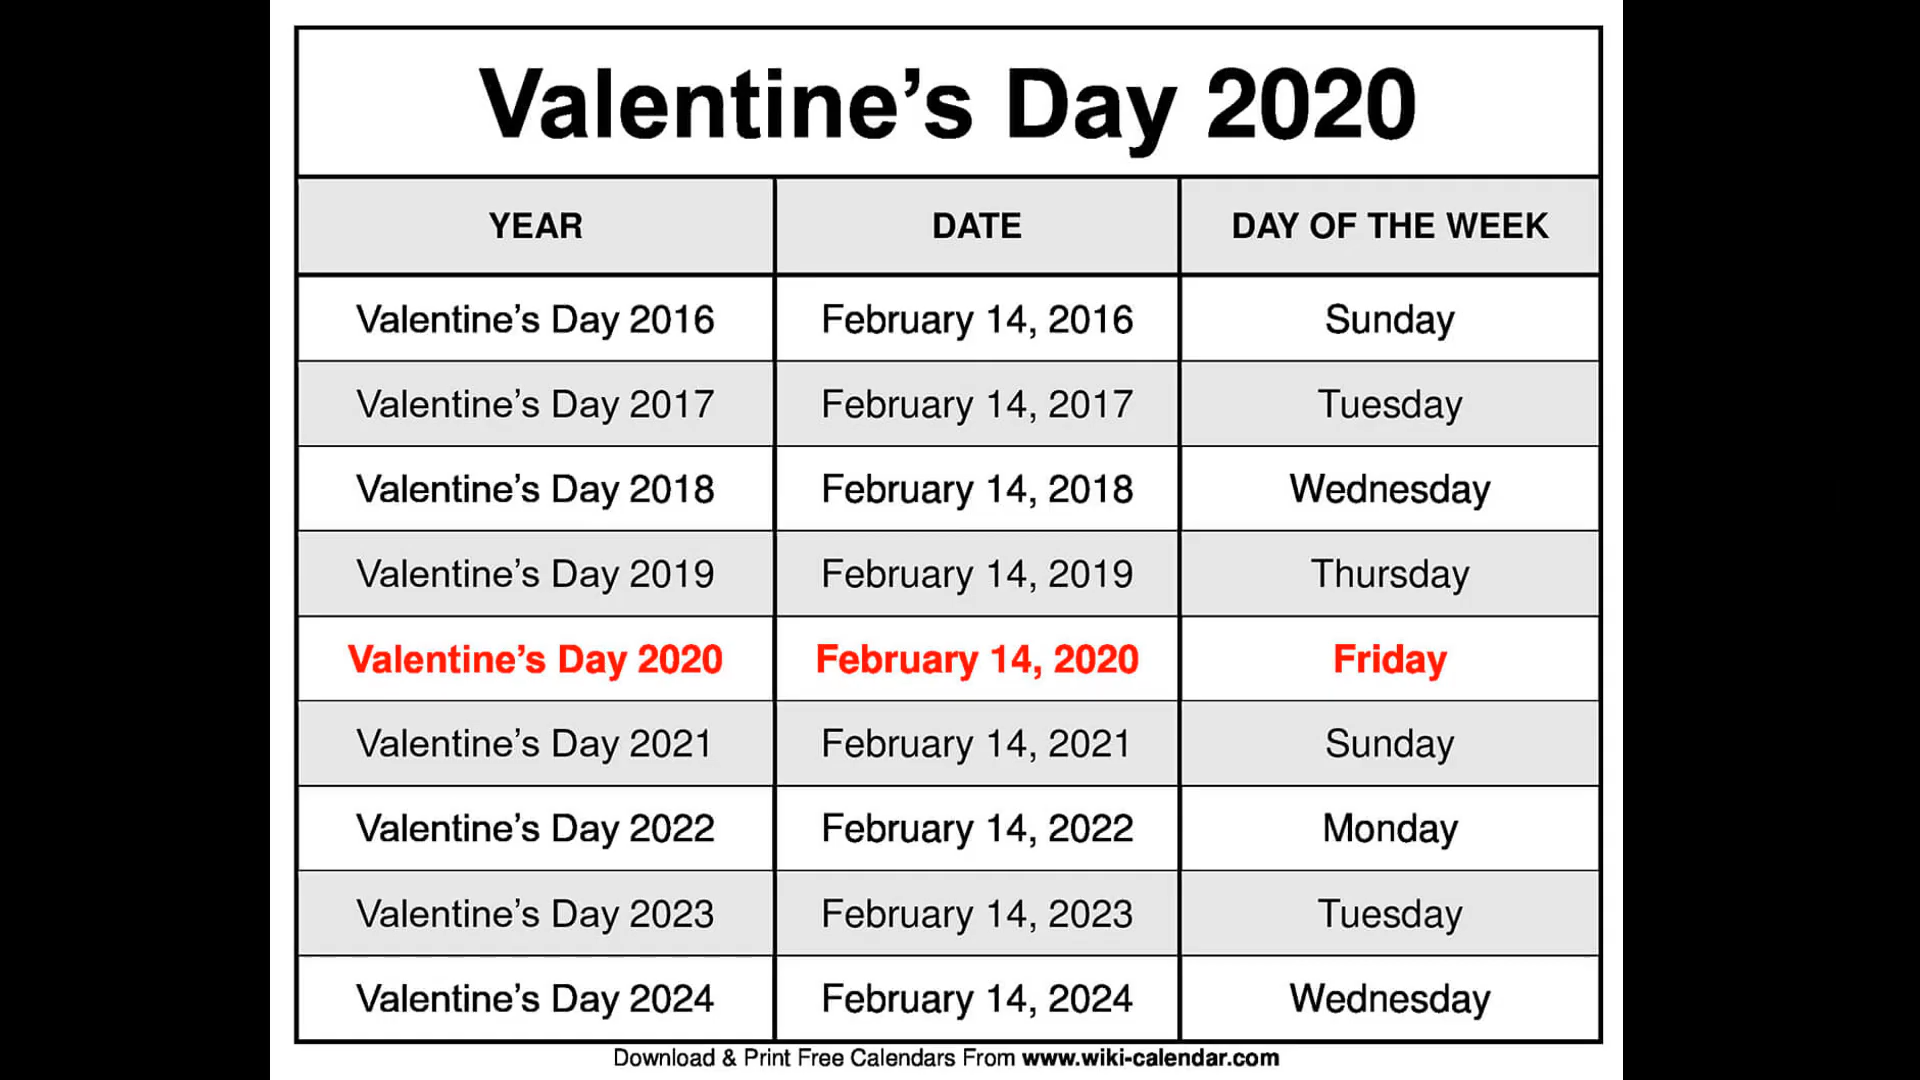 Valentine’s Day 2020
YEAR DATE DAY OF THE WEEK
Valentine’s Day 2016 February 14, 2016 Sunday
Valentine’s Day 2017 February 14, 2017 Tuesday
Valentine’s Day 2018 February 14, 2018 Wednesday
Valentine’s Day 2019 February 14, 2019 Thursday
Valentine’s Day 2020 February 14, 2020 Friday
Valentine’s Day 2021 February 14, 2021 Sunday
Valentine’s Day 2022 February 14, 2022 Monday
Valentine’s Day 2023 February 14, 2023 Tuesday
Valentine’s Day 2024 February 14, 2024 Wednesday
Download & Print Free Calendars From www.wiki-calendar.com